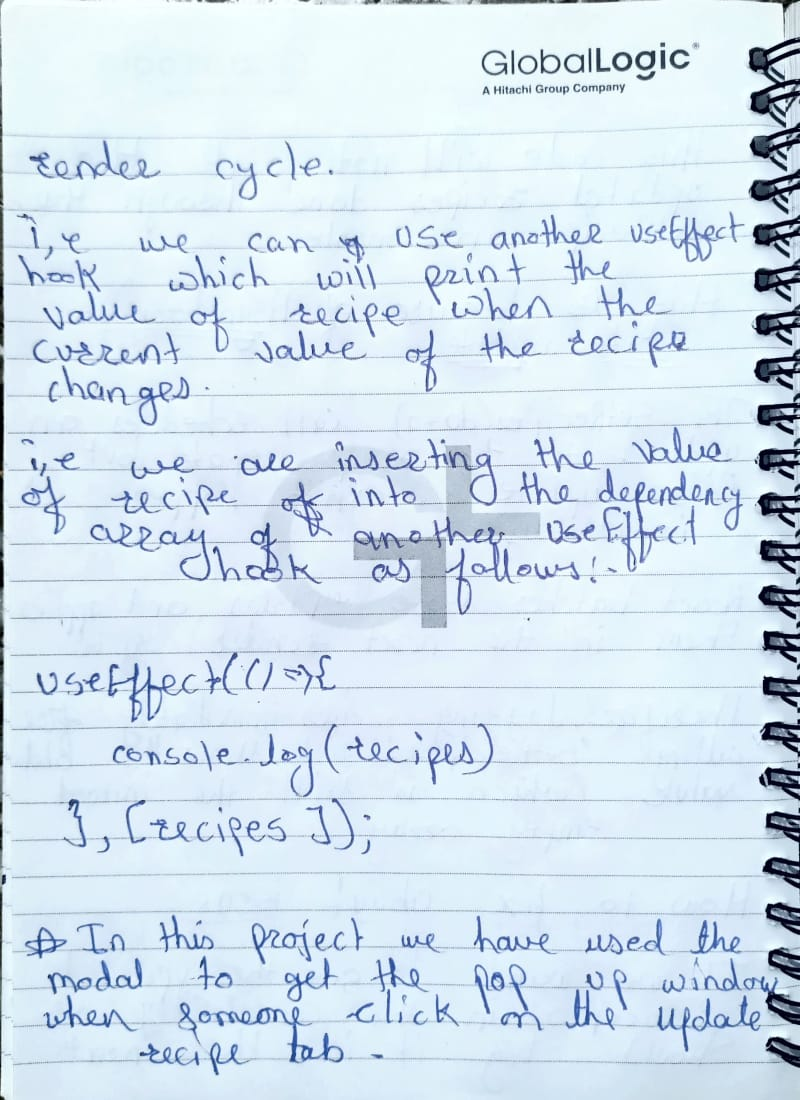 GlobalLogic®
A Hitachi Group Company
render cycle.
i,e we can use another useEffect
hook which will print the
value of recipe when the
current value of the recipe
changes.
i,e we are inserting the value
of recipe into the dependency
array of another useEffect
hook as follows:-
useEffect(()=>{
console.log(recipes)
}, [recipes]);
☆ In this project we have used the
modal to get the pop up window
when someone click on the update
recipe tab -